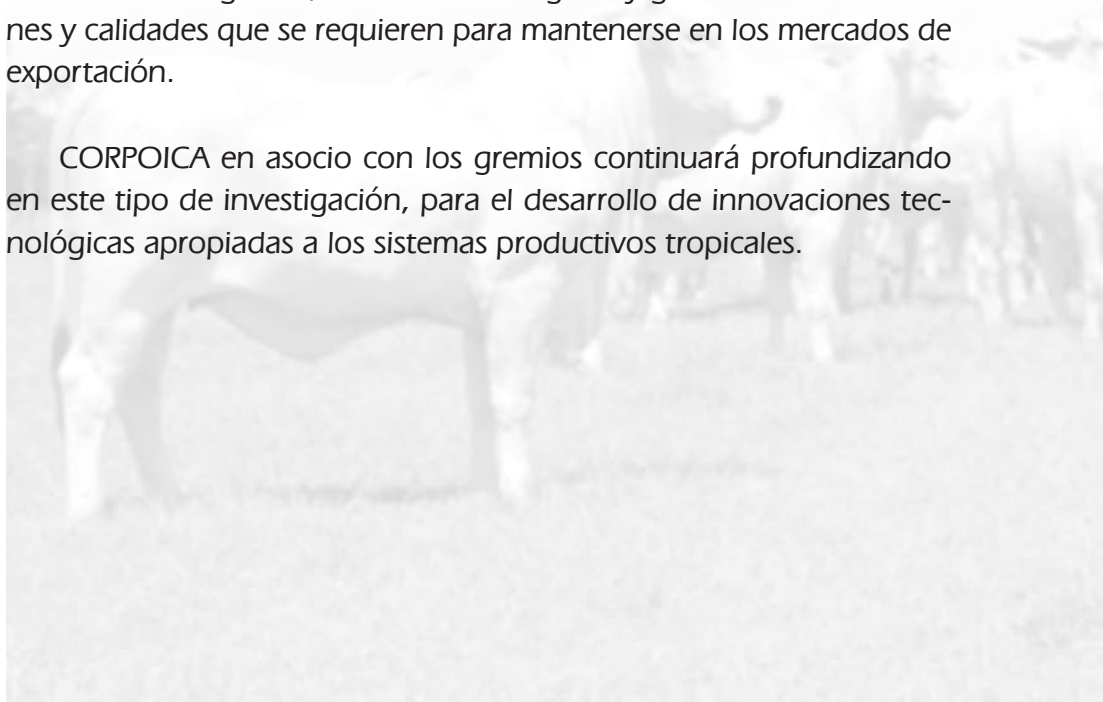 nes y calidades que se requieren para mantenerse en los mercados de
exportación.
CORPOICA en asocio con los gremios continuará profundizando
en este tipo de investigación, para el desarrollo de innovaciones tec-
nológicas apropiadas a los sistemas productivos tropicales.